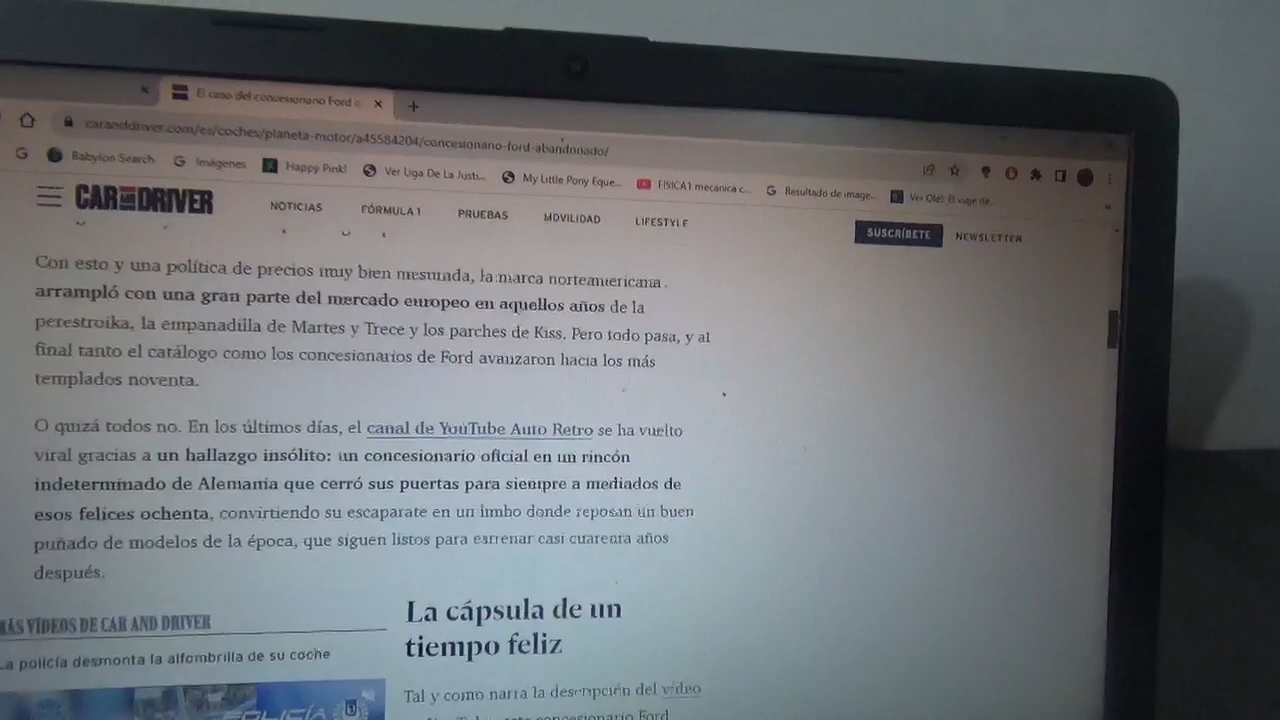 El caso del concesionario Ford
caranddriver.com/es/coches/planeta-motor/a45584204/concesionario-ford-abandonado/
Babylon Search
Imágenes
Happy Pink!
Ver Liga De La Justi...
My Little Pony Eque...
FISICA1 mecanica c...
Resultado de image...
Ver Olé! El viaje de...
CAR AND DRIVER
NOTICIAS
FÓRMULA 1
PRUEBAS
MOVILIDAD
LIFESTYLE
SUSCRÍBETE
NEWSLETTER
Con esto y una política de precios muy bien mesurada, la marca norteamericana
arrampló con una gran parte del mercado europeo en aquellos años de la
perestroika, la empanadilla de Martes y Trece y los parches de Kiss. Pero todo pasa, y al
final tanto el catálogo como los concesionarios de Ford avanzaron hacia los más
templados noventa.
O quizá todos no. En los últimos días, el canal de YouTube Auto Retro se ha vuelto
viral gracias a un hallazgo insólito: un concesionario oficial en un rincón
indeterminado de Alemania que cerró sus puertas para siempre a mediados de
esos felices ochenta, convirtiendo su escaparate en un limbo donde reposan un buen
puñado de modelos de la época, que siguen listos para estrenar casi cuarenta años
después.
MÁS VÍDEOS DE CAR AND DRIVER
La policía desmonta la alfombrilla de su coche
POLICÍA
La cápsula de un
tiempo feliz
Tal y como narra la descripción del vídeo
concesionario Ford